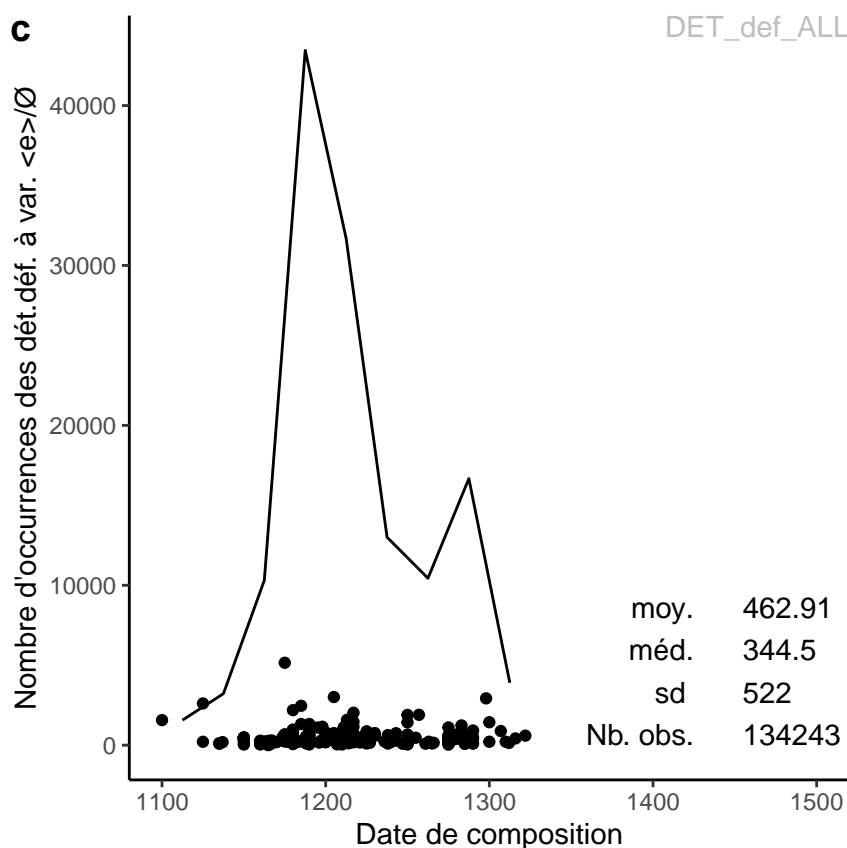 c
DET_def_ALL
Nombre d'occurrences des dét.déf. à var. <e>/Ø
40000
30000
20000
10000
0
moy. 462.91
méd. 344.5
sd 522
Nb. obs. 134243
1100 1200 1300 1400 1500
Date de composition